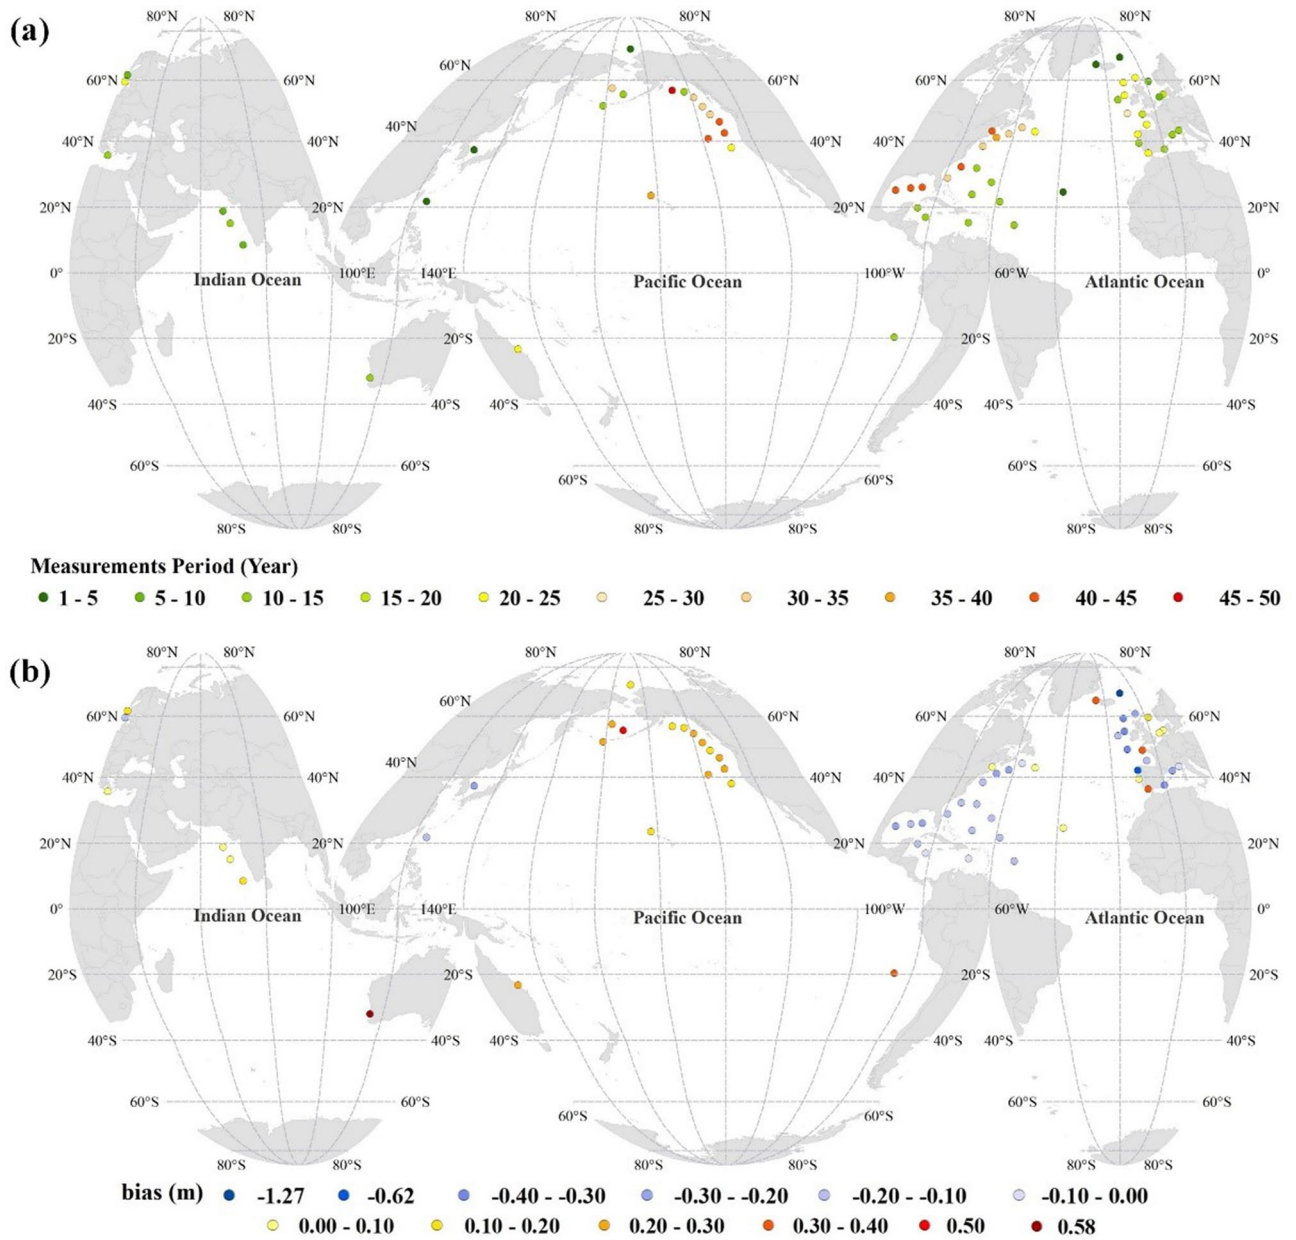 (a)
80°N 80°N 80°N 80°N 80°N 80°N
60°N 60°N 60°N 60°N 60°N 60°N
40°N 40°N 40°N 40°N 40°N 40°N
20°N 20°N 20°N 20°N 20°N
0° Indian Ocean 100°E 140°E Pacific Ocean 100°W 60°W Atlantic Ocean 0°
20°S 20°S 20°S 20°S
40°S 40°S 40°S 40°S 40°S 40°S
60°S 60°S 60°S 60°S 60°S 60°S
80°S 80°S 80°S 80°S 80°S 80°S
Measurements Period (Year)
1 - 5 5 - 10 10 - 15 15 - 20 20 - 25 25 - 30 30 - 35 35 - 40 40 - 45 45 - 50
(b)
80°N 80°N 80°N 80°N 80°N 80°N
60°N 60°N 60°N 60°N 60°N 60°N
40°N 40°N 40°N 40°N 40°N 40°N
20°N 20°N 20°N 20°N 20°N
0° Indian Ocean 100°E 140°E Pacific Ocean 100°W 60°W Atlantic Ocean 0°
20°S 20°S 20°S 20°S
40°S 40°S 40°S 40°S 40°S 40°S
60°S 60°S 60°S 60°S 60°S 60°S
80°S 80°S 80°S 80°S 80°S 80°S
bias (m) -1.27 -0.62 -0.40 - -0.30 -0.30 - -0.20 -0.20 - -0.10 -0.10 - 0.00
0.00 - 0.10 0.10 - 0.20 0.20 - 0.30 0.30 - 0.40 0.50 0.58